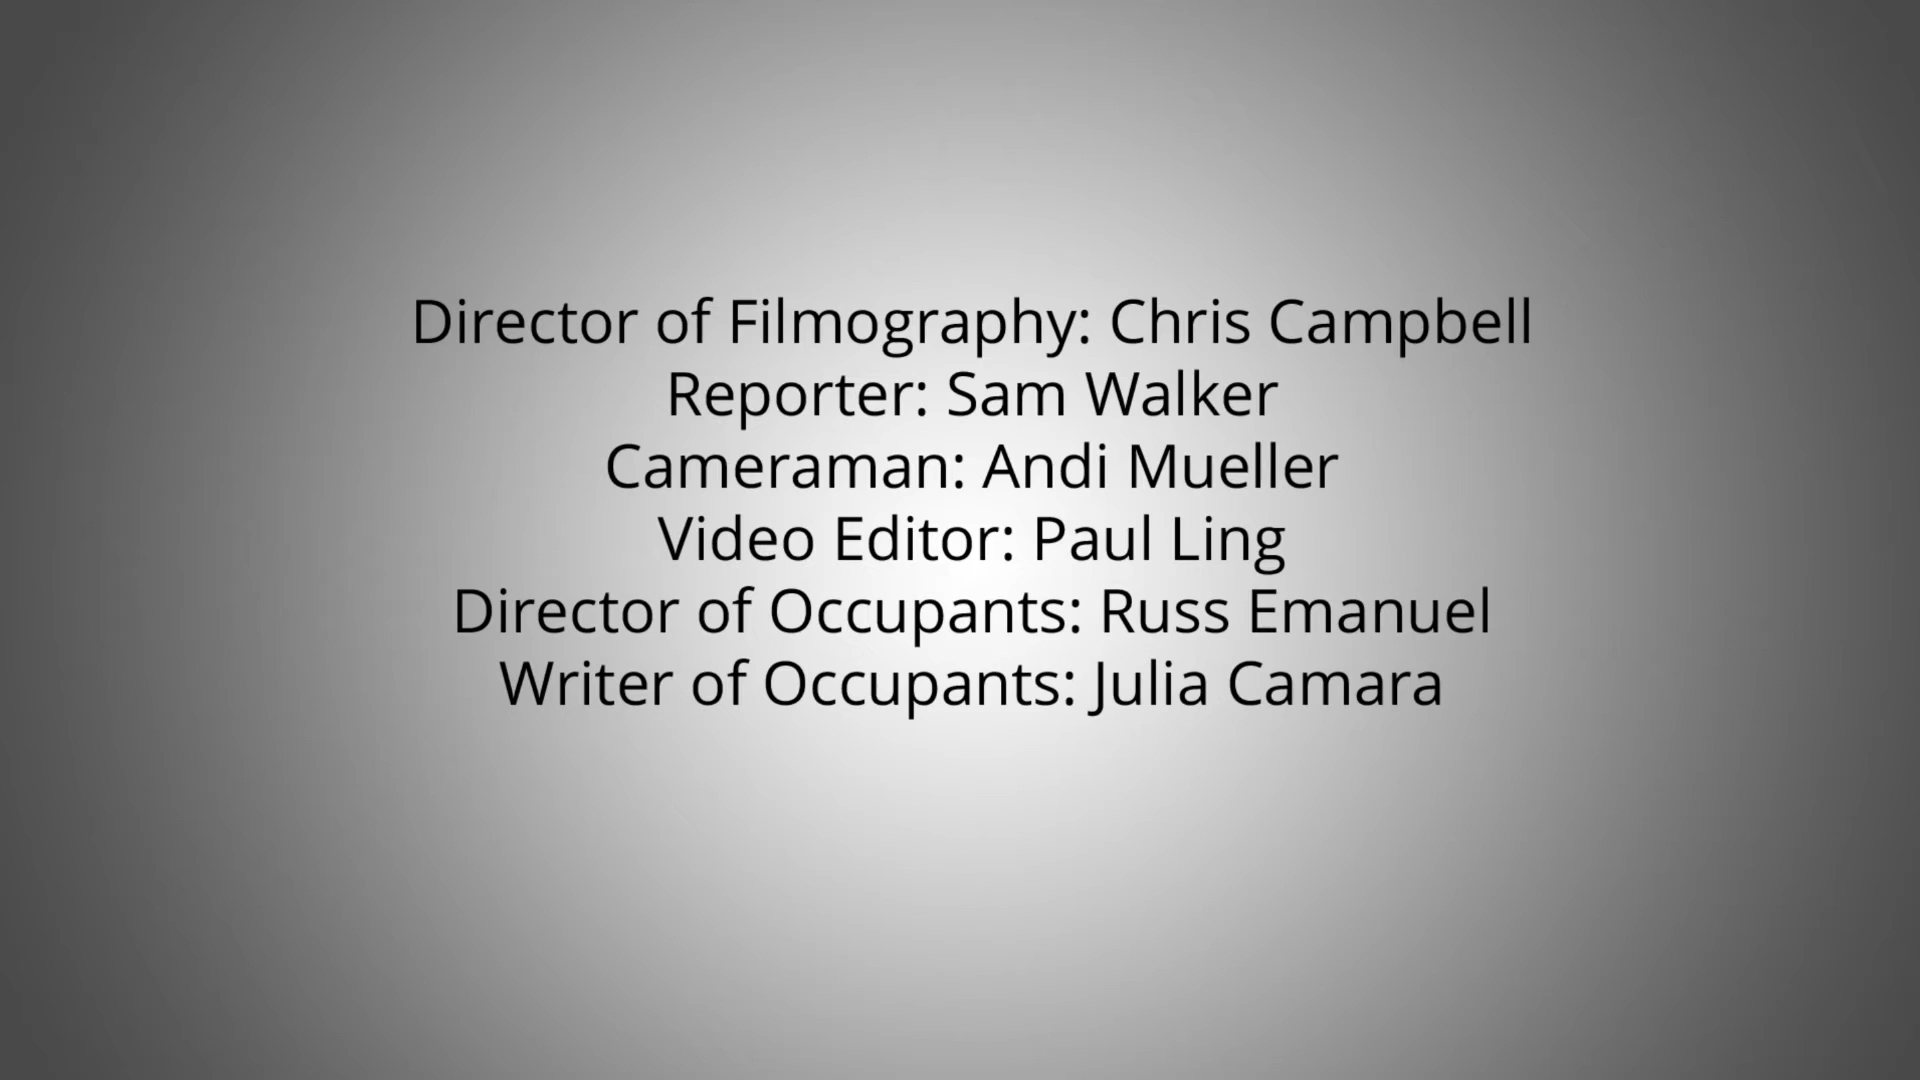 Director of Filmography: Chris Campbell
Reporter: Sam Walker
Cameraman: Andi Mueller
Video Editor: Paul Ling
Director of Occupants: Russ Emanuel
Writer of Occupants: Julia Camara